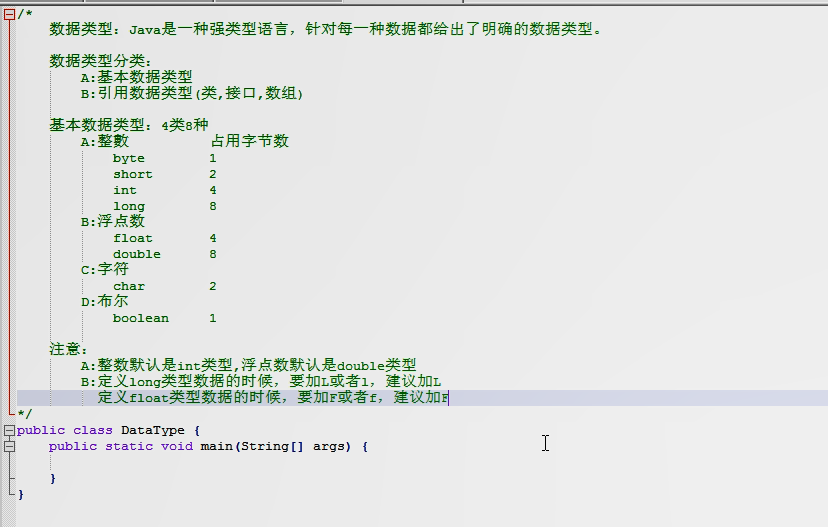 /*
数据类型：Java是一种强类型语言，针对每一种数据都给出了明确的数据类型。
数据类型分类：
A:基本数据类型
B:引用数据类型(类,接口,数组)
基本数据类型：4类8种
A:整數 占用字节数
byte 1
short 2
int 4
long 8
B:浮点数
float 4
double 8
C:字符
char 2
D:布尔
boolean 1
注意：
A:整数默认是int类型,浮点数默认是double类型
B:定义long类型数据的时候，要加L或者l，建议加L
定义float类型数据的时候，要加F或者f，建议加F
*/
public class DataType {
public static void main(String[] args) {
}
}